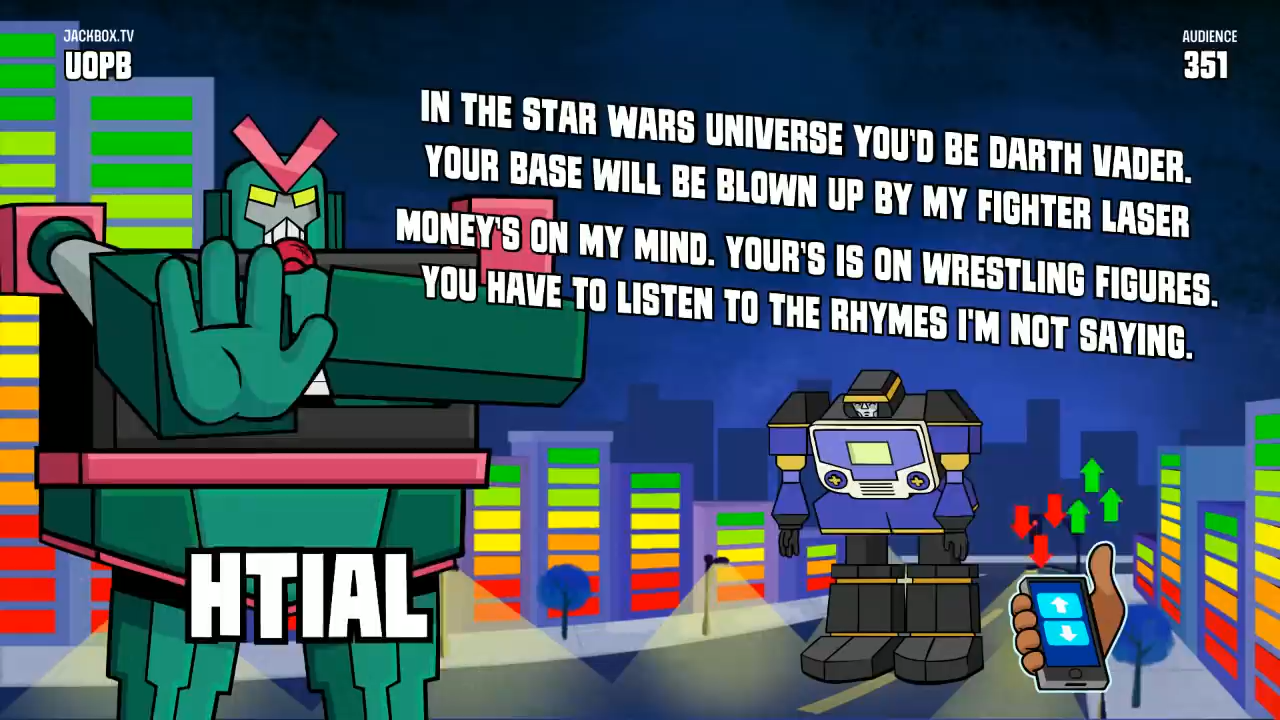 JACKBOX.TV
UOPB
AUDIENCE
351
IN THE STAR WARS UNIVERSE YOU'D BE DARTH VADER.
YOUR BASE WILL BE BLOWN UP BY MY FIGHTER LASER
MONEY'S ON MY MIND. YOUR'S IS ON WRESTLING FIGURES.
YOU HAVE TO LISTEN TO THE RHYMES I'M NOT SAYING.
HTIAL